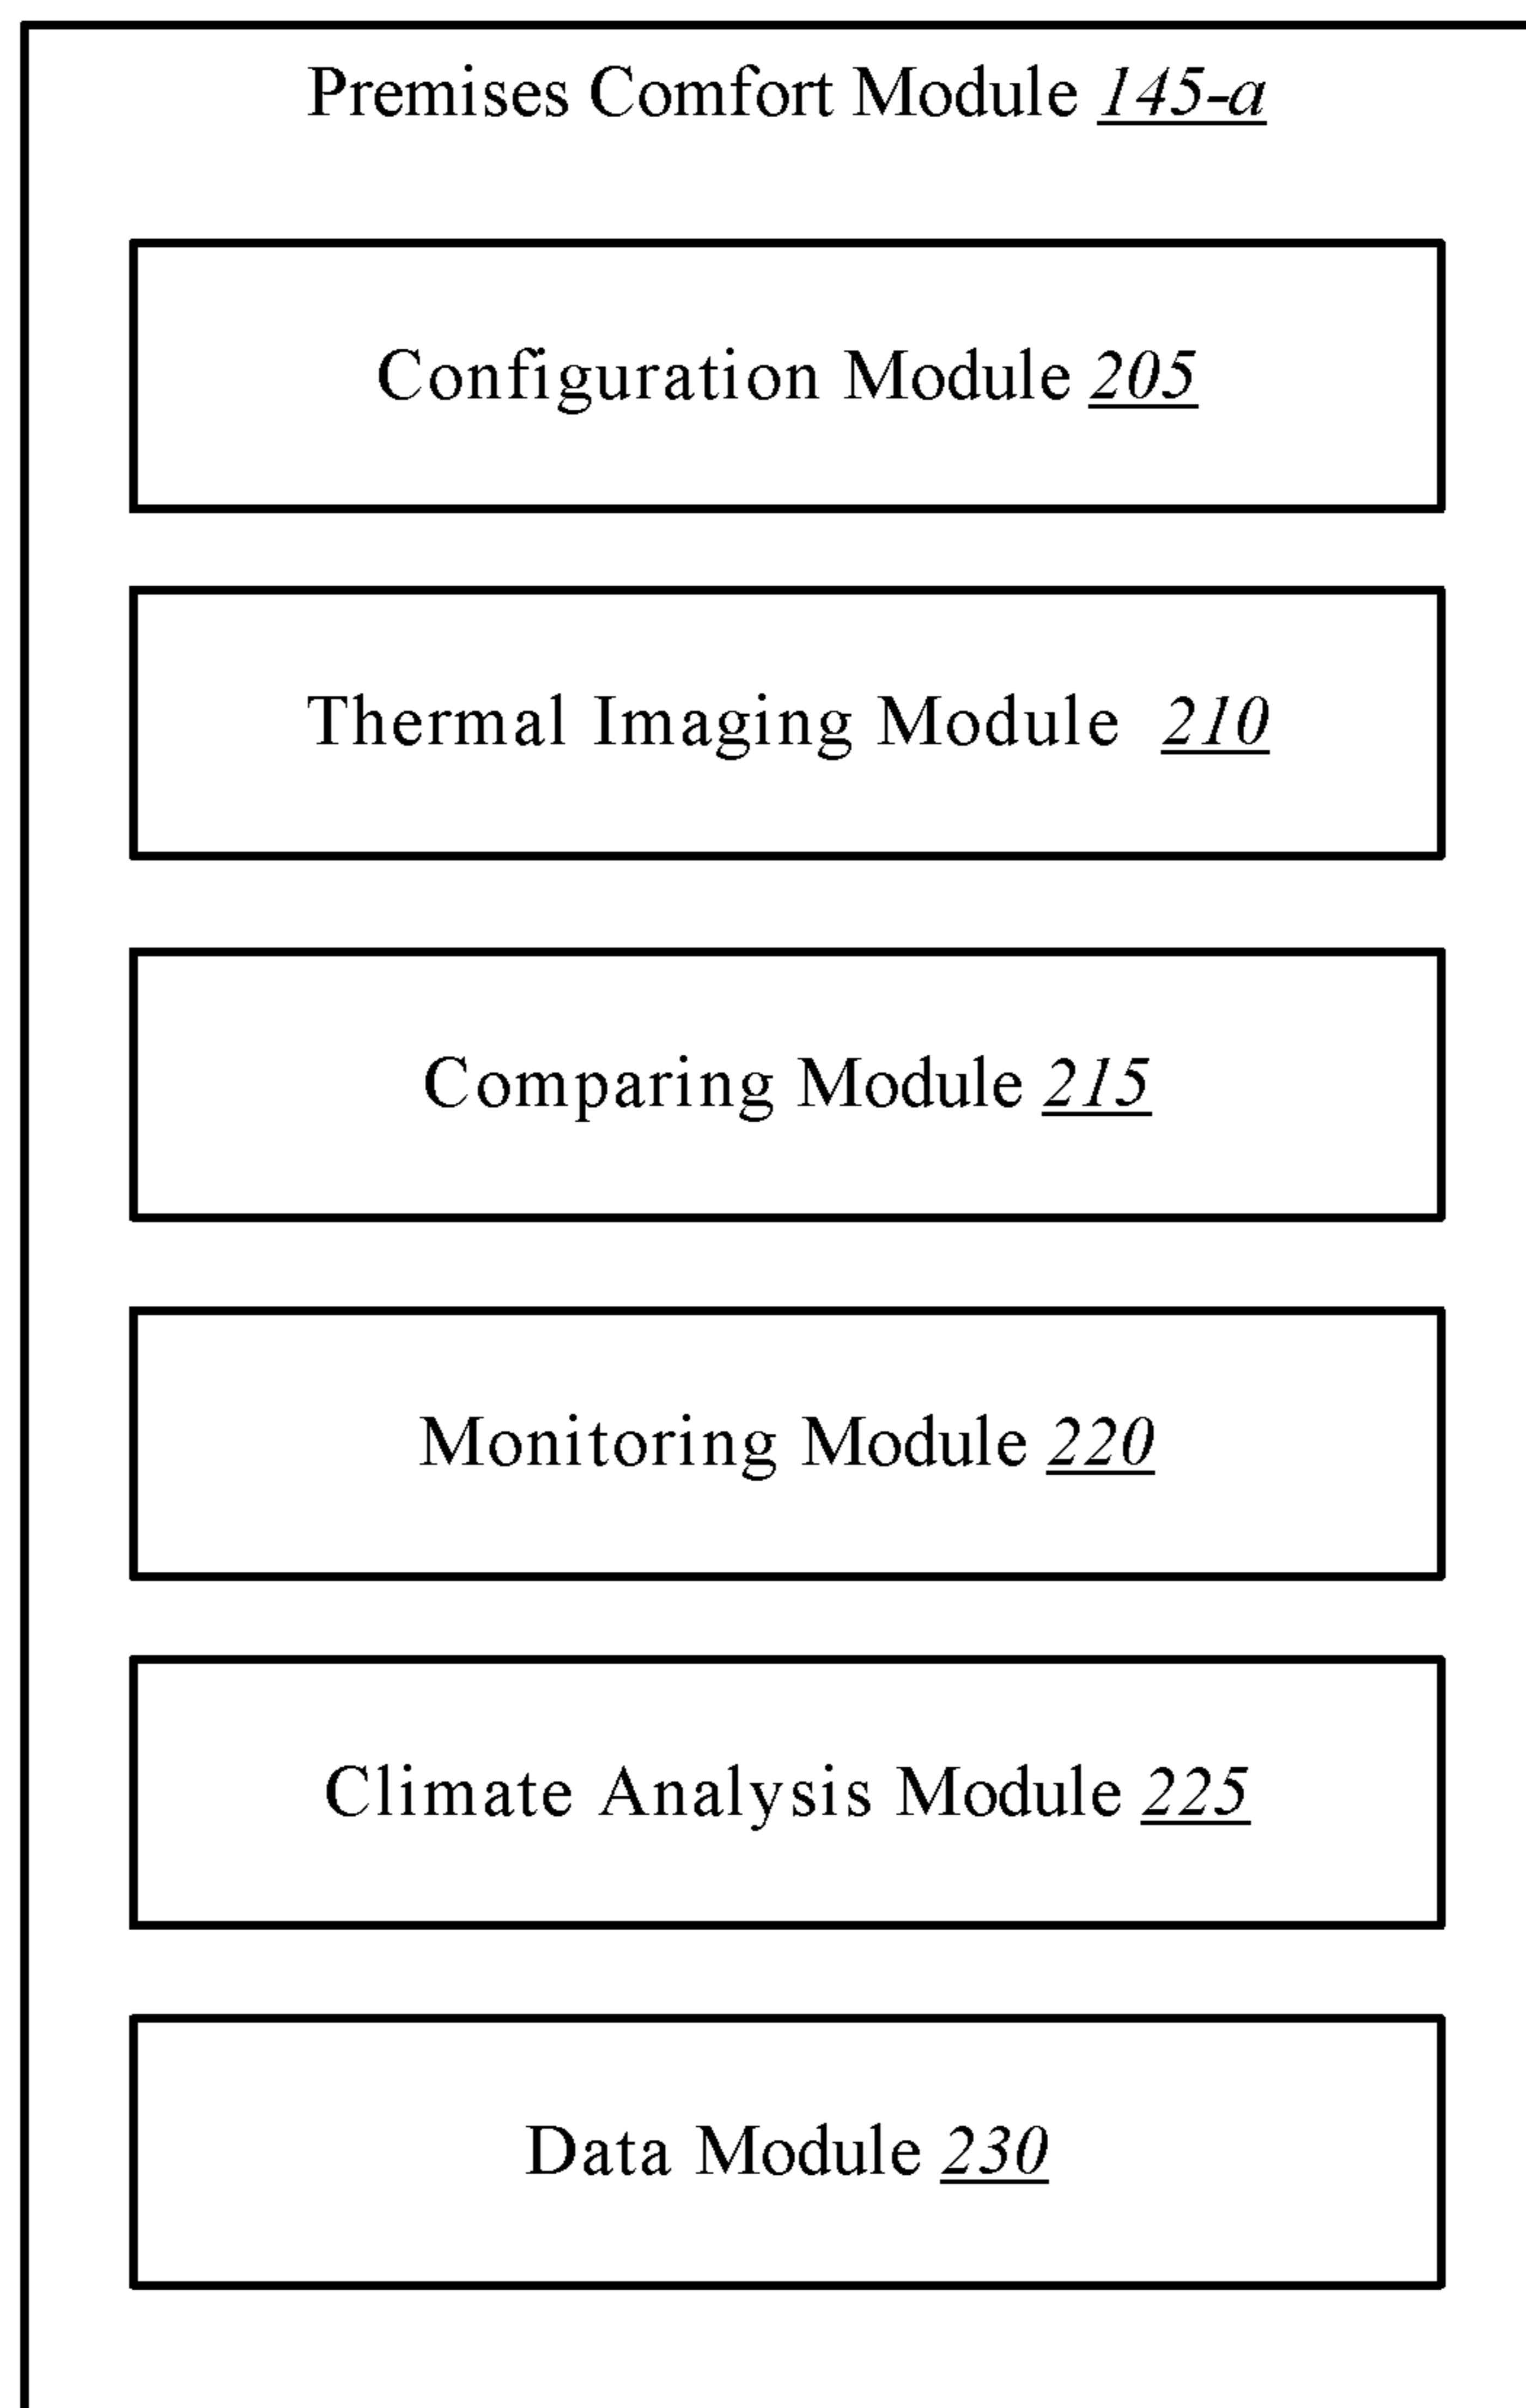 Premises Comfort Module 145-a
Configuration Module 205
Thermal Imaging Module 210
Comparing Module 215
Monitoring Module 220
Climate Analysis Module 225
Data Module 230